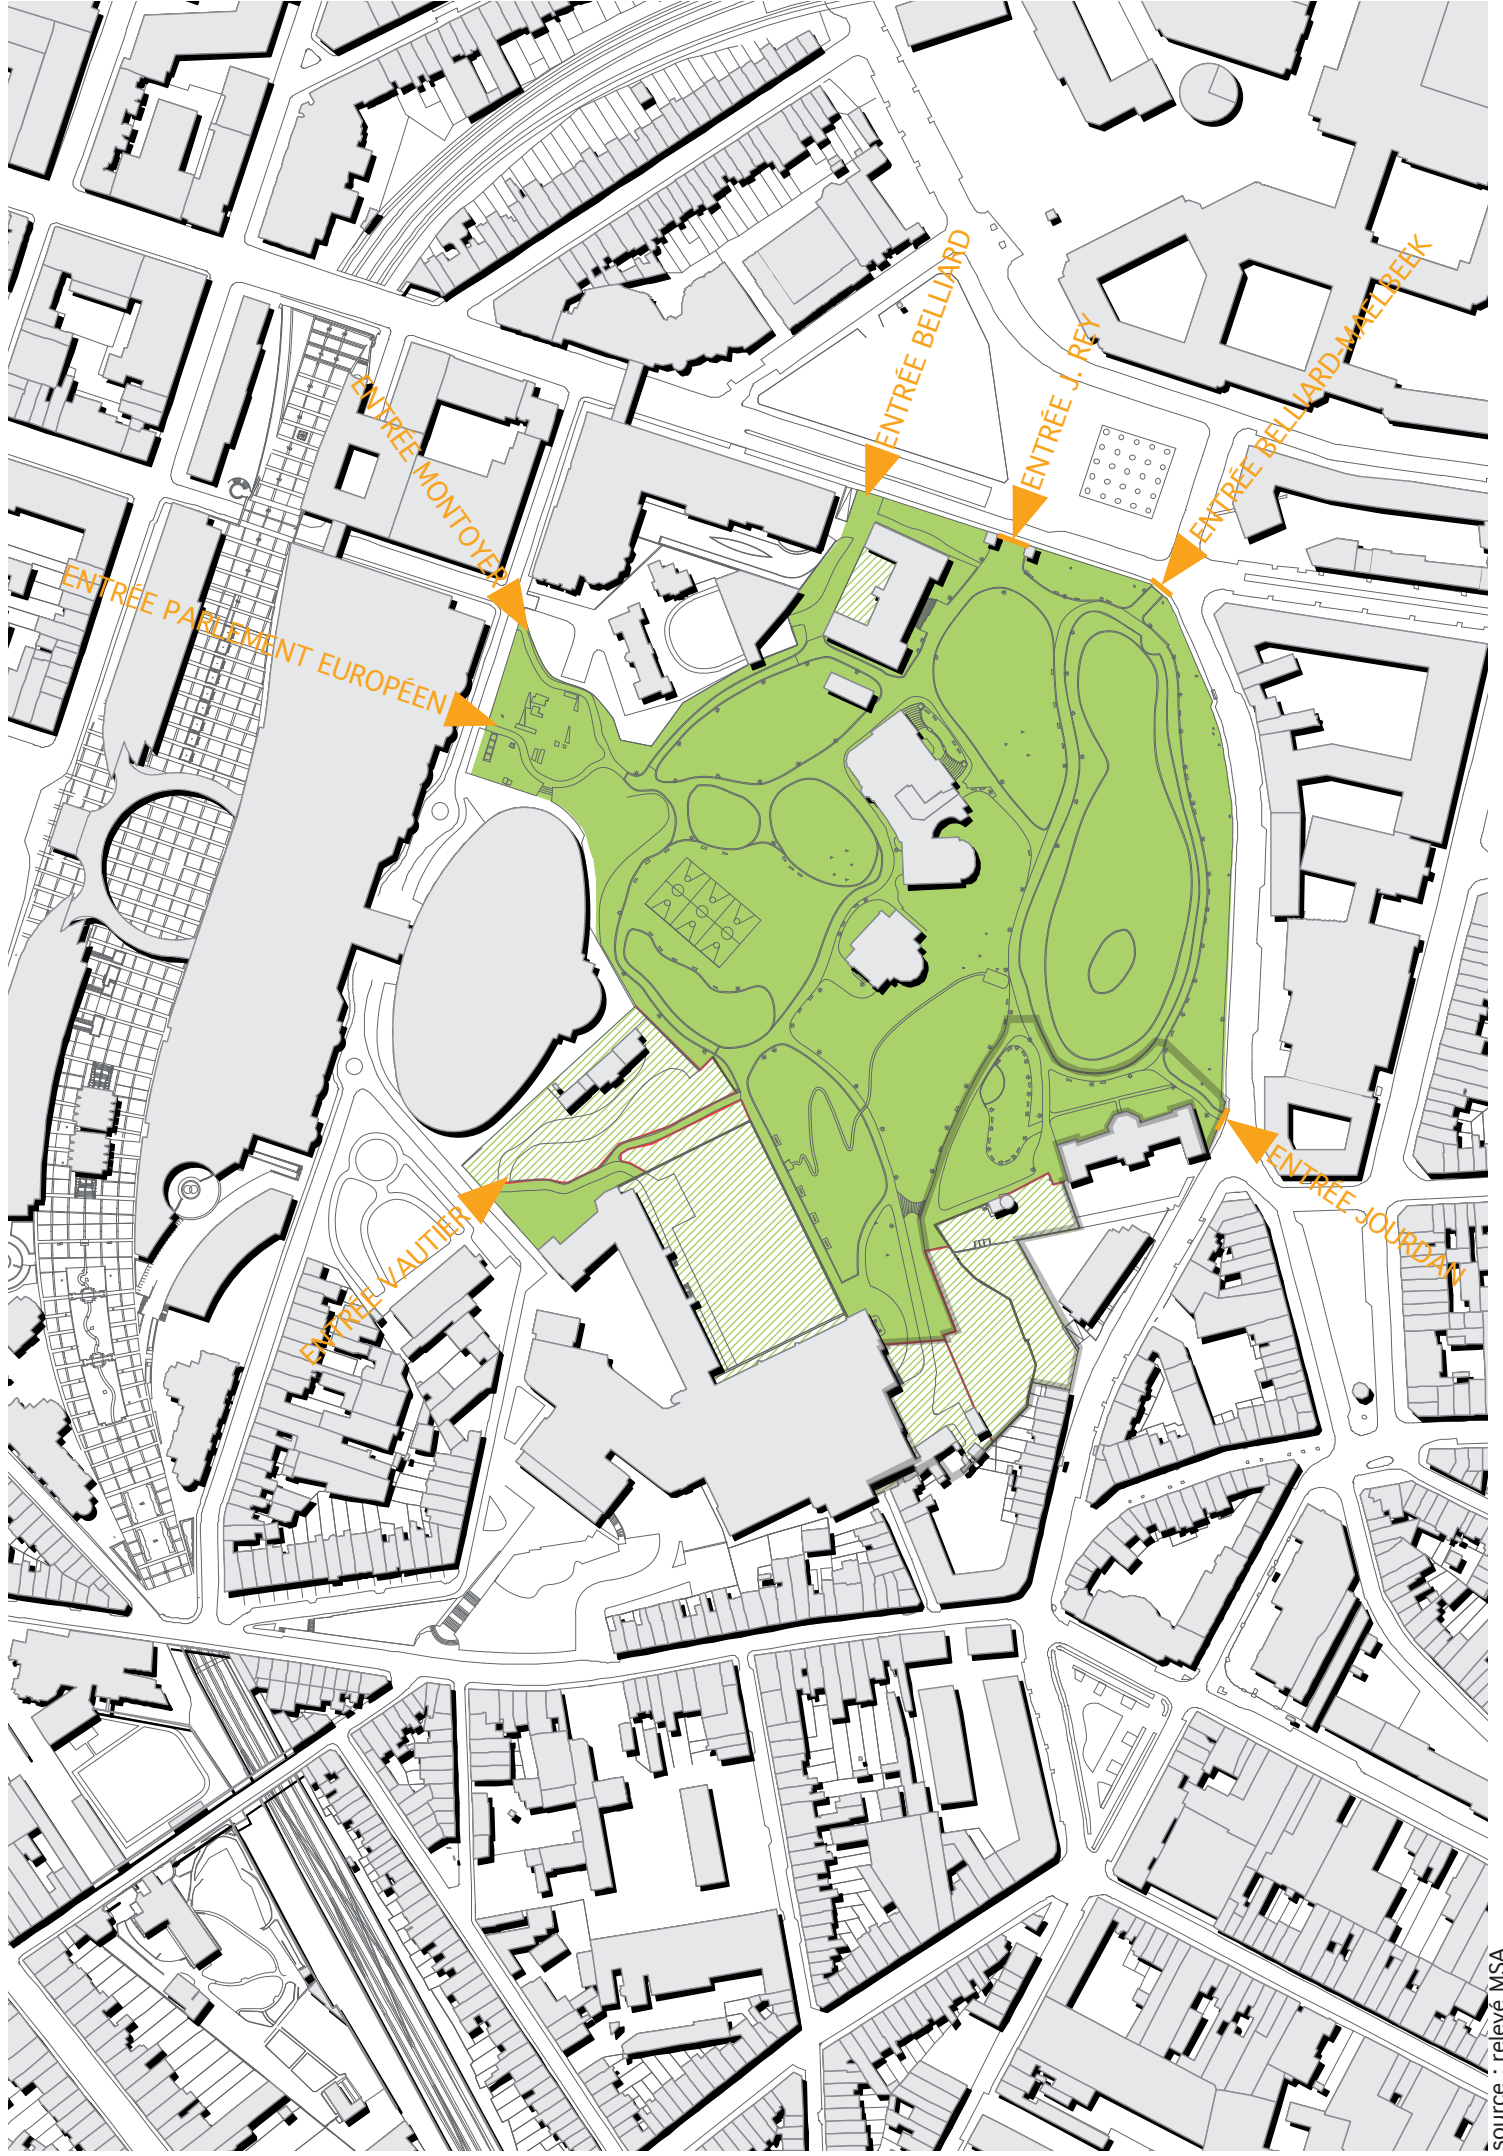 ENTRÉE BELLIARD
ENTRÉE J. REY
ENTRÉE BELLIARD-MAELBEEK
ENTRÉE MONTOYER
ENTRÉE PARLEMENT EUROPÉEN
ENTRÉE VAUTIER
ENTRÉE JOURDAN
source : relevé MSA